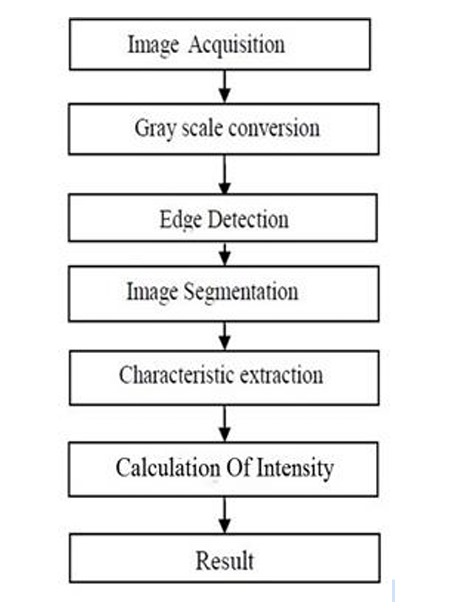 Image Acquisition
Gray scale conversion
Edge Detection
Image Segmentation
Characteristic extraction
Calculation Of Intensity
Result